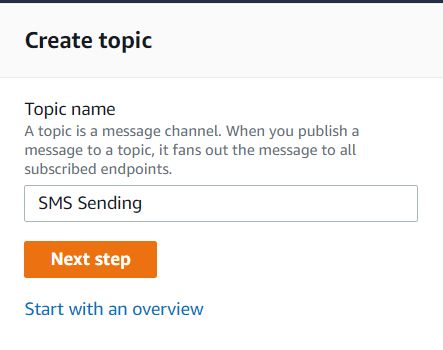 Create topic
Topic name
A topic is a message channel. When you publish a
message to a topic, it fans out the message to all
subscribed endpoints.
SMS Sending
Next step
Start with an overview